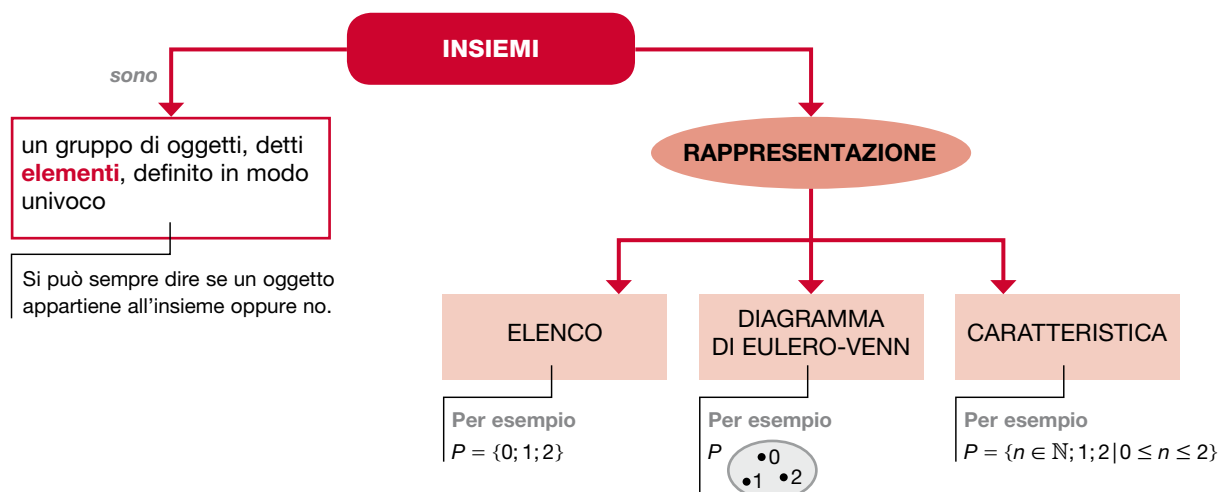 INSIEMI
sono
un gruppo di oggetti, detti
elementi, definito in modo
univoco
Si può sempre dire se un oggetto
appartiene all'insieme oppure no.
RAPPRESENTAZIONE
ELENCO
Per esempio
P = {0; 1; 2}
DIAGRAMMA
DI EULERO-VENN
Per esempio
P
•0
•1 •2
CARATTERISTICA
Per esempio
P = {n ∈ ℕ; 1; 2|0 ≤ n ≤ 2}